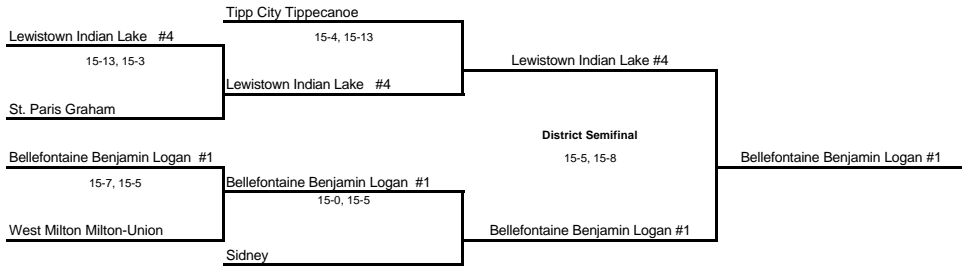 Tipp City Tippecanoe
Lewistown Indian Lake #4
15-4, 15-13
15-13, 15-3
Lewistown Indian Lake #4
Lewistown Indian Lake #4
St. Paris Graham
District Semifinal
Bellefontaine Benjamin Logan #1
15-5, 15-8
Bellefontaine Benjamin Logan #1
15-7, 15-5
Bellefontaine Benjamin Logan #1
15-0, 15-5
West Milton Milton-Union
Bellefontaine Benjamin Logan #1
Sidney